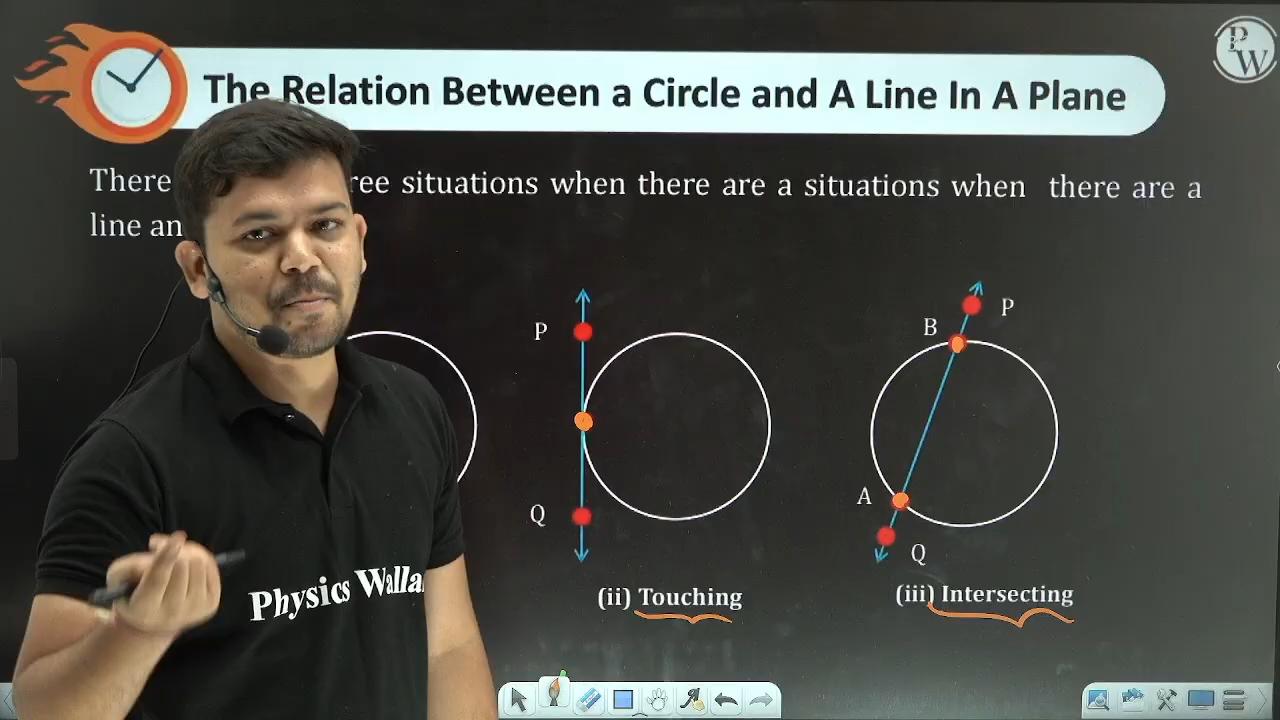 PW
The Relation Between a Circle and A Line In A Plane
There ree situations when there are a situations when there are a
line an
P
Q
(ii) Touching
P
B
A
Q
(iii) Intersecting
Physics Walla